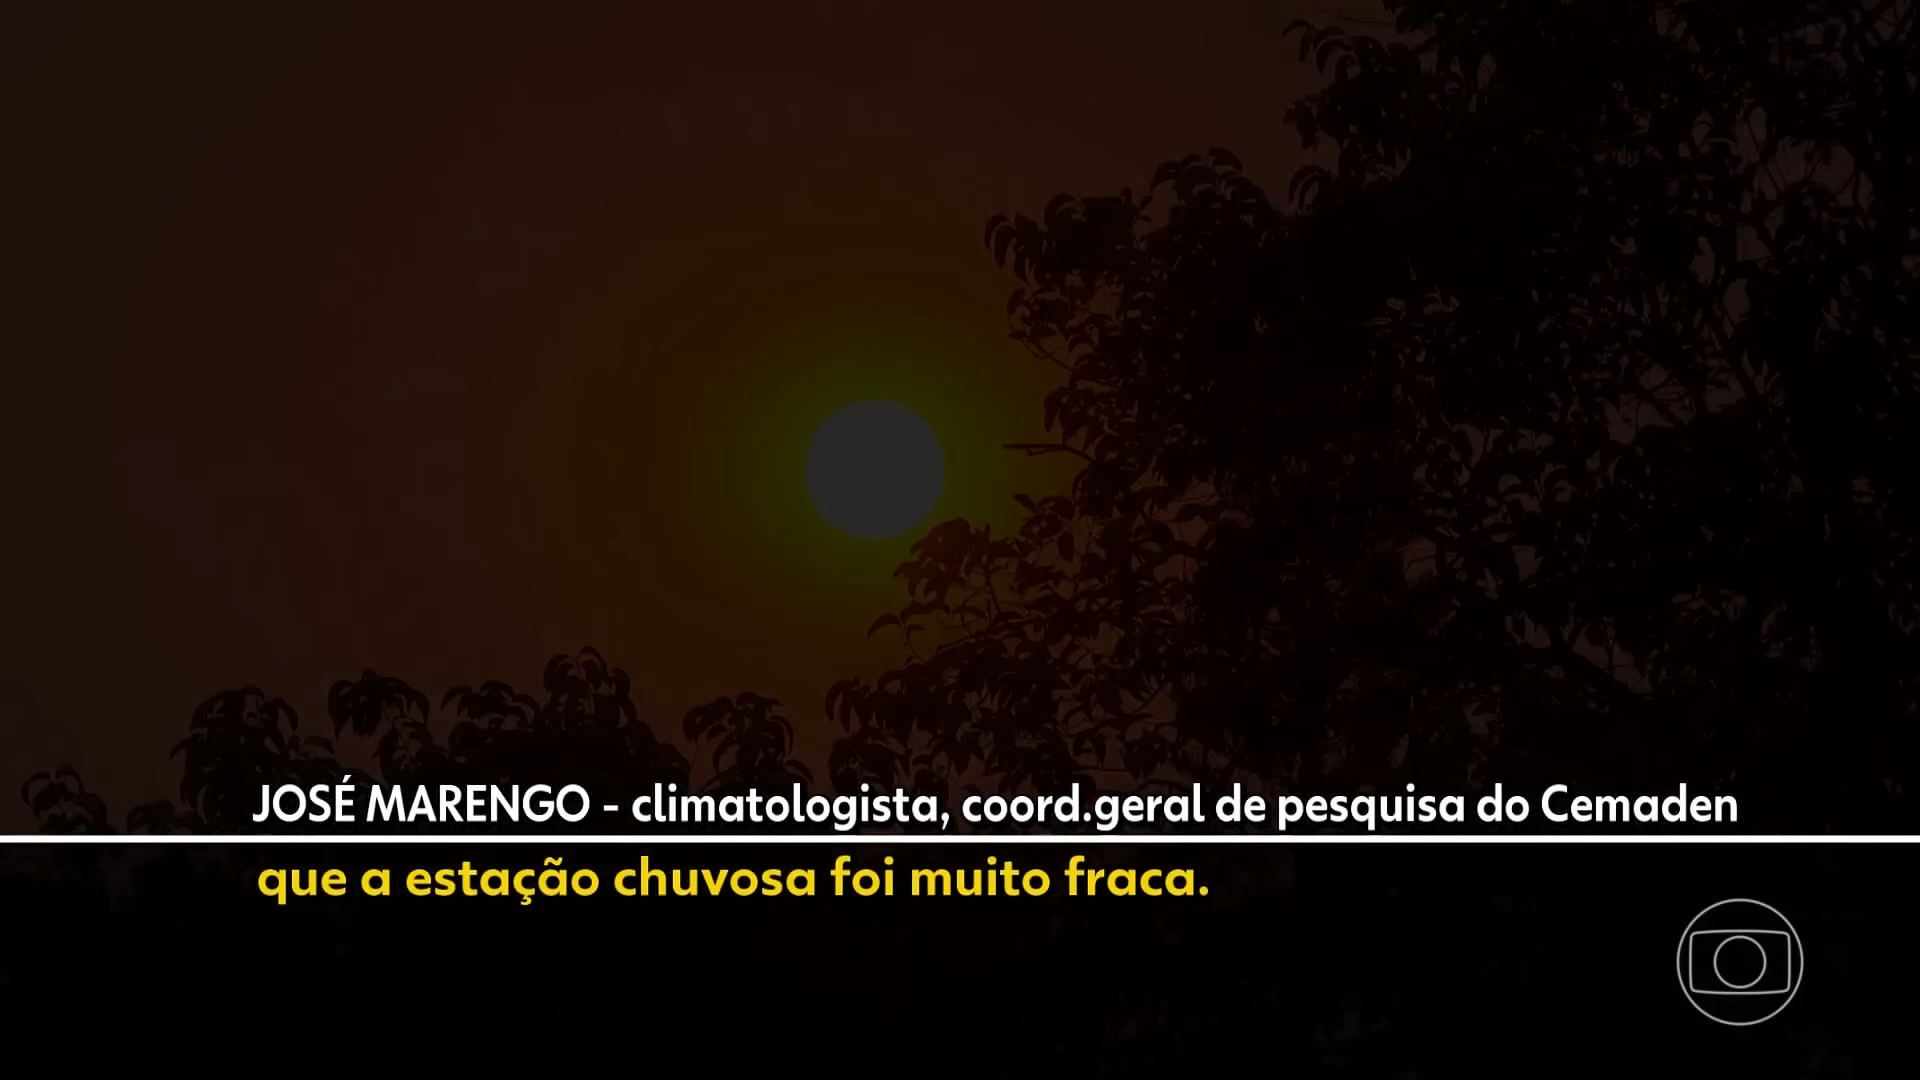 JOSÉ MARENGO - climatologista, coord.geral de pesquisa do Cemaden
que a estação chuvosa foi muito fraca.